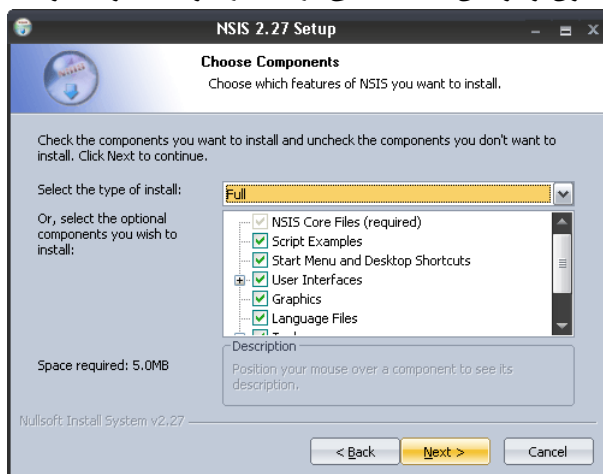 NSIS 2.27 Setup
Choose Components
Choose which features of NSIS you want to install.
Check the components you want to install and uncheck the components you don't want to
install. Click Next to continue.
Select the type of install:
Full
Or, select the optional
components you wish to
install:
NSIS Core Files (required)
Script Examples
Start Menu and Desktop Shortcuts
User Interfaces
Graphics
Language Files
Space required: 5.0MB
Description
Position your mouse over a component to see its
description.
Nullsoft Install System v2.27
< Back
Next >
Cancel